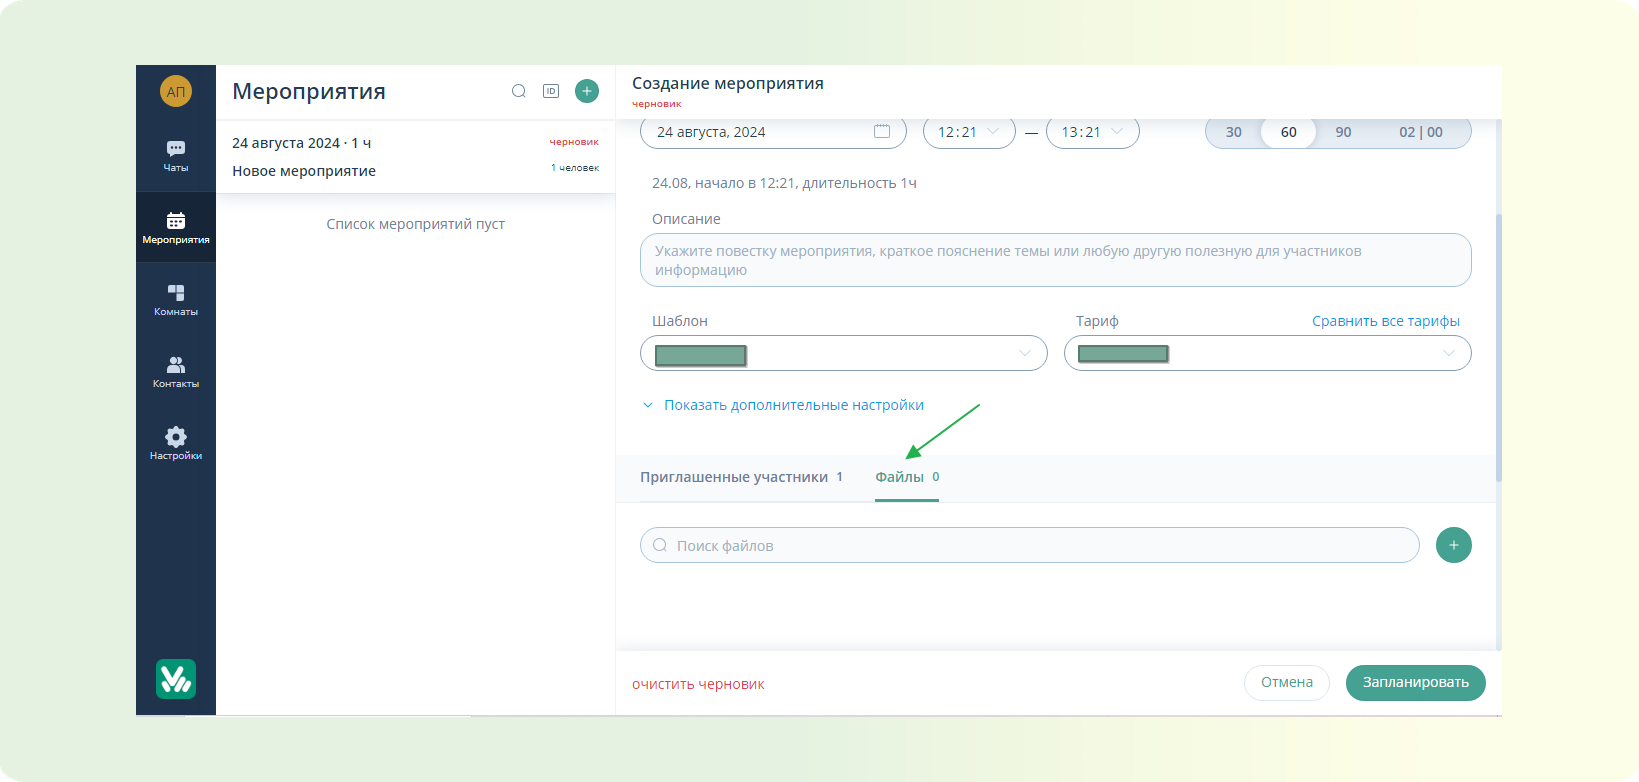 АП
Чаты
Мероприятия
Комнаты
Контакты
Настройки
Мероприятия
ID
24 августа 2024 · 1 ч
черновик
Новое мероприятие
1 человек
Список мероприятий пуст
Создание мероприятия
черновик
24 августа, 2024
12:21 — 13:21
30 60 90 02 | 00
24.08, начало в 12:21, длительность 1ч
Описание
Укажите повестку мероприятия, краткое пояснение темы или любую другую полезную для участников
информацию
Шаблон
Тариф
Сравнить все тарифы
Показать дополнительные настройки
Приглашенные участники 1
Файлы 0
Поиск файлов
очистить черновик
Отмена
Запланировать